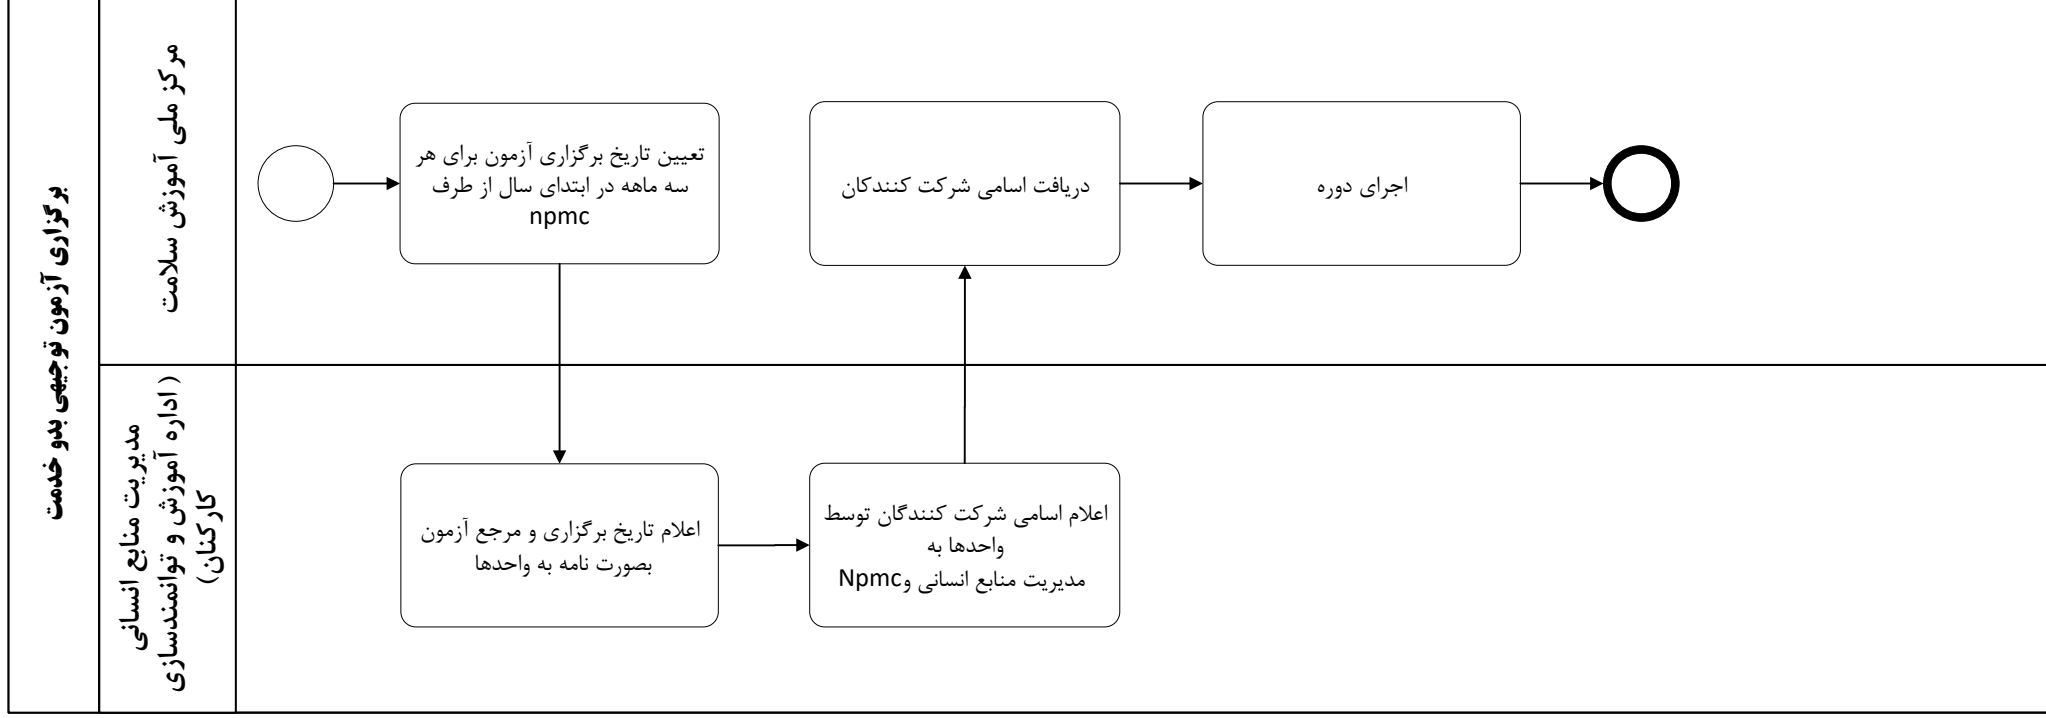 برگزاری آزمون توجیهی بدو خدمت
مرکز ملی آموزش سلامت
تعیین تاریخ برگزاری آزمون برای هر
سه ماهه در ابتدای سال از طرف
npmc
دریافت اسامی شرکت کنندکان
اجرای دوره
مدیریت منابع انسانی
( اداره آموزش و توانمندسازی
کارکنان)
اعلام تاریخ برگزاری و مرجع آزمون
بصورت نامه به واحدها
اعلام اسامی شرکت کنندگان توسط
واحدها به
مدیریت منابع انسانی وNpmc